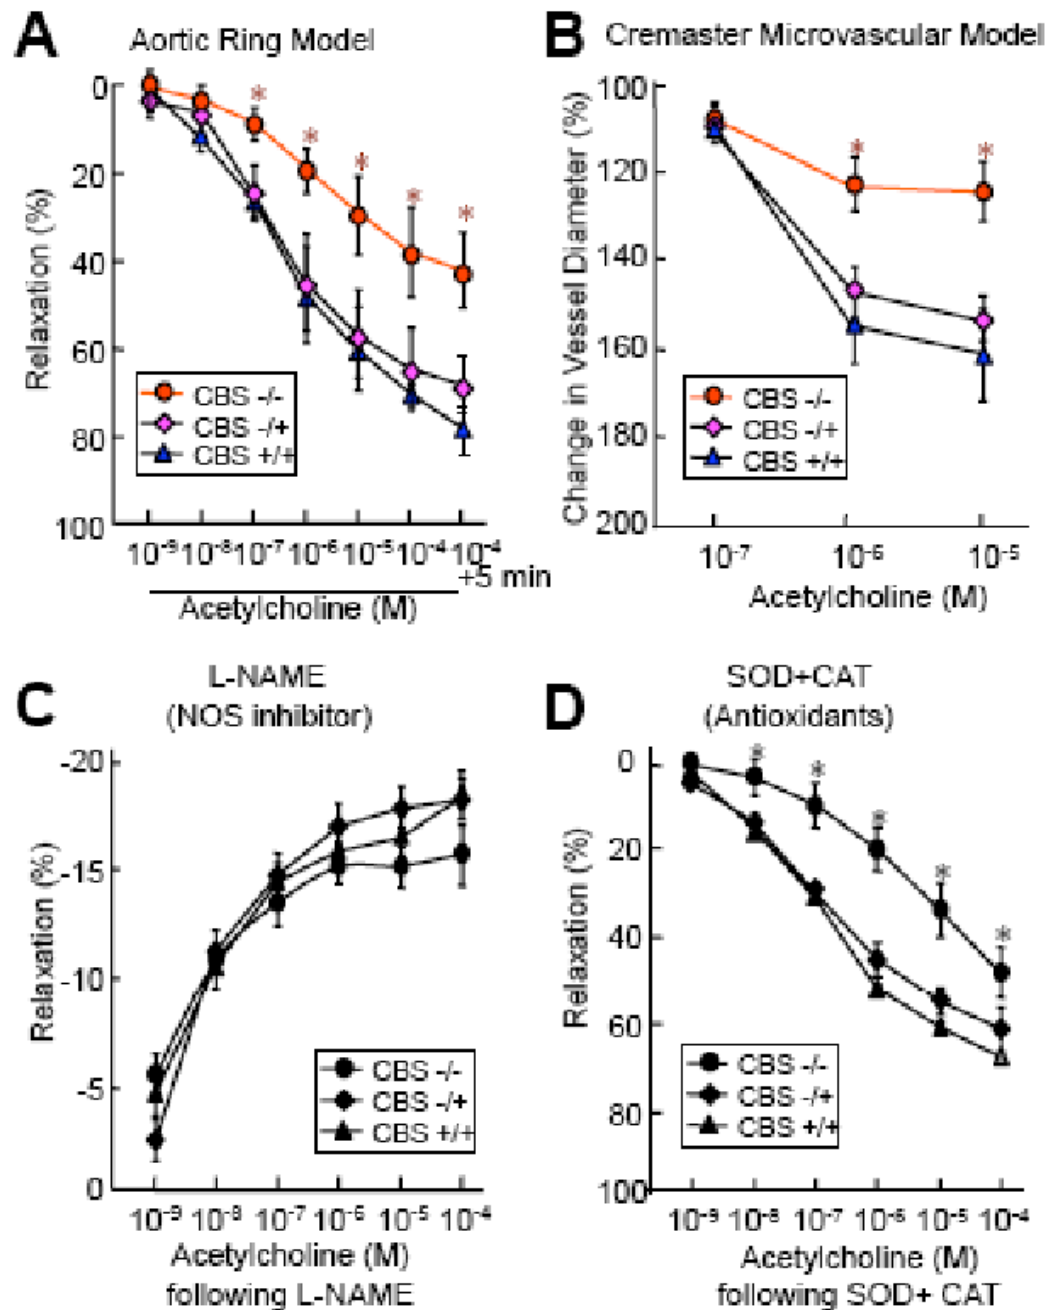 A
Aortic Ring Model
Relaxation (%)
0
20
40
60
80
100
* * * * *
CBS -/-
CBS -/+
CBS +/+
10⁻⁹ 10⁻⁸ 10⁻⁷ 10⁻⁶ 10⁻⁵ 10⁻⁴ 10⁻⁴
+5 min
Acetylcholine (M)
B
Cremaster Microvascular Model
Change in Vessel Diameter (%)
100
120
140
160
180
200
* *
CBS -/-
CBS -/+
CBS +/+
10⁻⁷ 10⁻⁶ 10⁻⁵
Acetylcholine (M)
C
L-NAME
(NOS inhibitor)
Relaxation (%)
-20
-15
-10
-5
0
CBS -/-
CBS -/+
CBS +/+
10⁻⁹ 10⁻⁸ 10⁻⁷ 10⁻⁶ 10⁻⁵ 10⁻⁴
Acetylcholine (M)
following L-NAME
D
SOD+CAT
(Antioxidants)
Relaxation (%)
0
20
40
60
80
100
* * * * *
CBS -/-
CBS -/+
CBS +/+
10⁻⁹ 10⁻⁸ 10⁻⁷ 10⁻⁶ 10⁻⁵ 10⁻⁴
Acetylcholine (M)
following SOD+ CAT